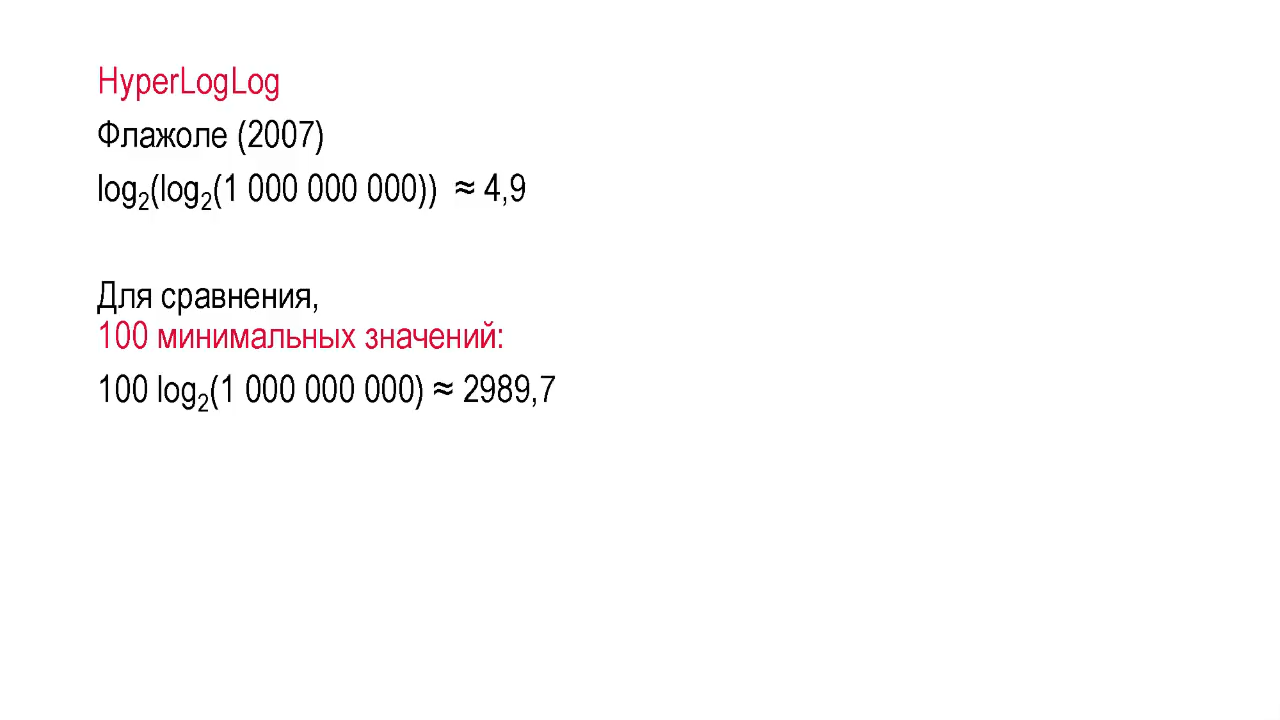 HyperLogLog
Флажоле (2007)
log₂(log₂(1 000 000 000)) ≈ 4,9
Для сравнения,
100 минимальных значений:
100 log₂(1 000 000 000) ≈ 2989,7